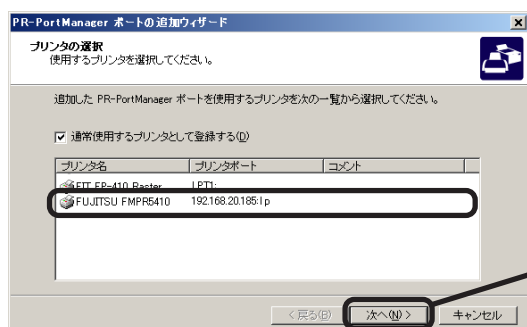 PR-PortManager ポートの追加ウィザード
プリンタの選択
使用するプリンタを選択してください。
追加した PR-PortManager ポートを使用するプリンタを次の一覧から選択してください。
通常使用するプリンタとして登録する(D)
プリンタ名 プリンタポート コメント
FIT FP-410 Raster LPT1:
FUJITSU FMPR5410 192.168.20.185:lp
< 戻る(B) 次へ(N) > キャンセル